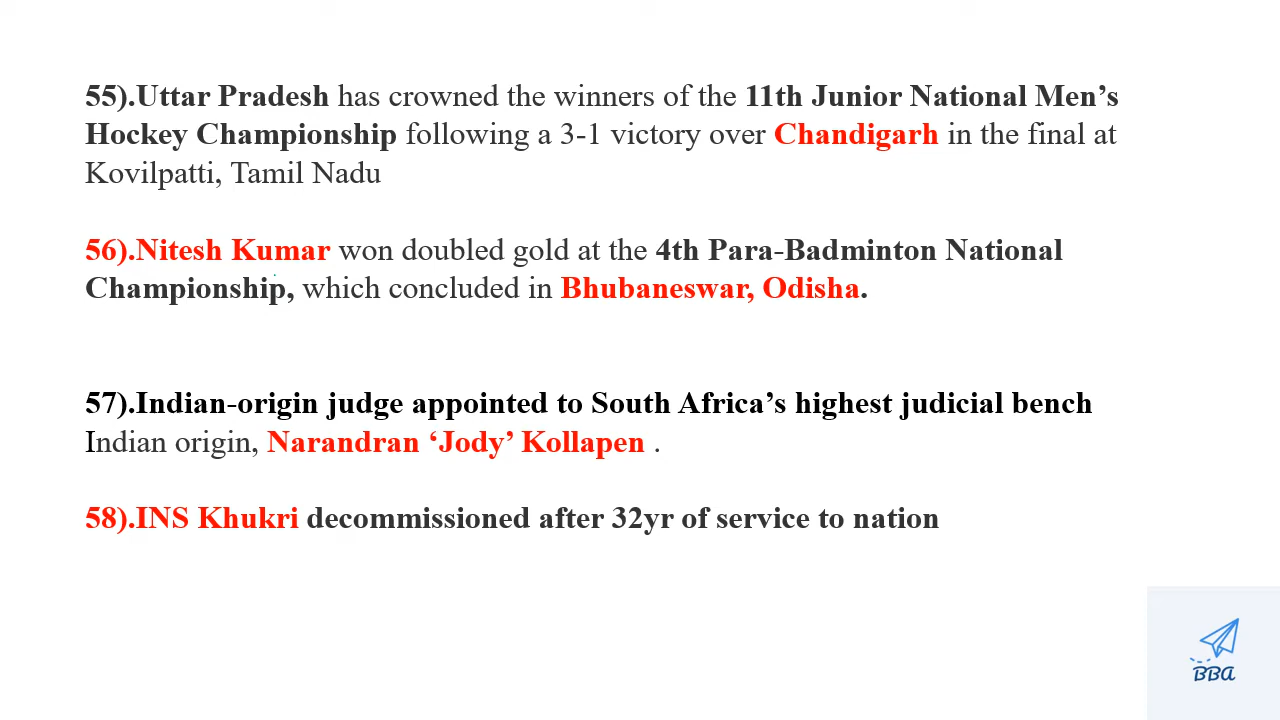 55).Uttar Pradesh has crowned the winners of the 11th Junior National Men’s
Hockey Championship following a 3-1 victory over Chandigarh in the final at
Kovilpatti, Tamil Nadu
56).Nitesh Kumar won doubled gold at the 4th Para-Badminton National
Championship, which concluded in Bhubaneswar, Odisha.
57).Indian-origin judge appointed to South Africa’s highest judicial bench
Indian origin, Narandran ‘Jody’ Kollapen .
58).INS Khukri decommissioned after 32yr of service to nation
BBA